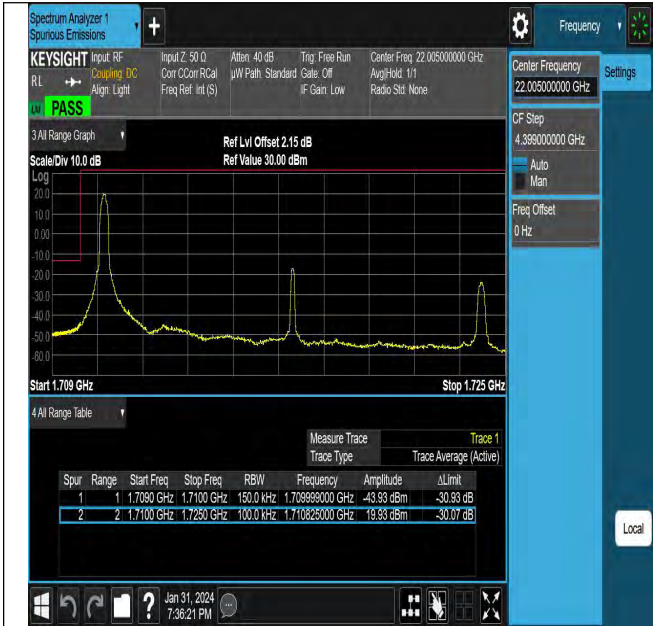 Spectrum Analyzer 1
Spurious Emissions
+
Frequency
KEYSIGHT
RL
Input: RF
Coupling: DC
Align: Light
Input Z: 50 Ω
Corr CCorr RCal
Freq Ref: Int (S)
Atten: 40 dB
µW Path: Standard
Trig: Free Run
Gate: Off
IF Gain: Low
Center Freq: 22.005000000 GHz
Avg|Hold: 1/1
Radio Std: None
PASS
Center Frequency
22.005000000 GHz
Settings
CF Step
4.399000000 GHz
Auto
Man
Freq Offset
0 Hz
3 All Range Graph
Ref Lvl Offset 2.15 dB
Scale/Div 10.0 dB
Ref Value 30.00 dBm
Log
20.0
10.0
0.00
-10.0
-20.0
-30.0
-40.0
-50.0
-60.0
Start 1.709 GHz
Stop 1.725 GHz
4 All Range Table
Measure Trace Trace 1
Trace Type Trace Average (Active)
Spur Range Start Freq Stop Freq RBW Frequency Amplitude ΔLimit
1 1 1.7090 GHz 1.7100 GHz 150.0 kHz 1.709999000 GHz -43.93 dBm -30.93 dB
2 2 1.7100 GHz 1.7250 GHz 100.0 kHz 1.710825000 GHz 19.93 dBm -30.07 dB
Local
?
Jan 31, 2024
7:36:21 PM